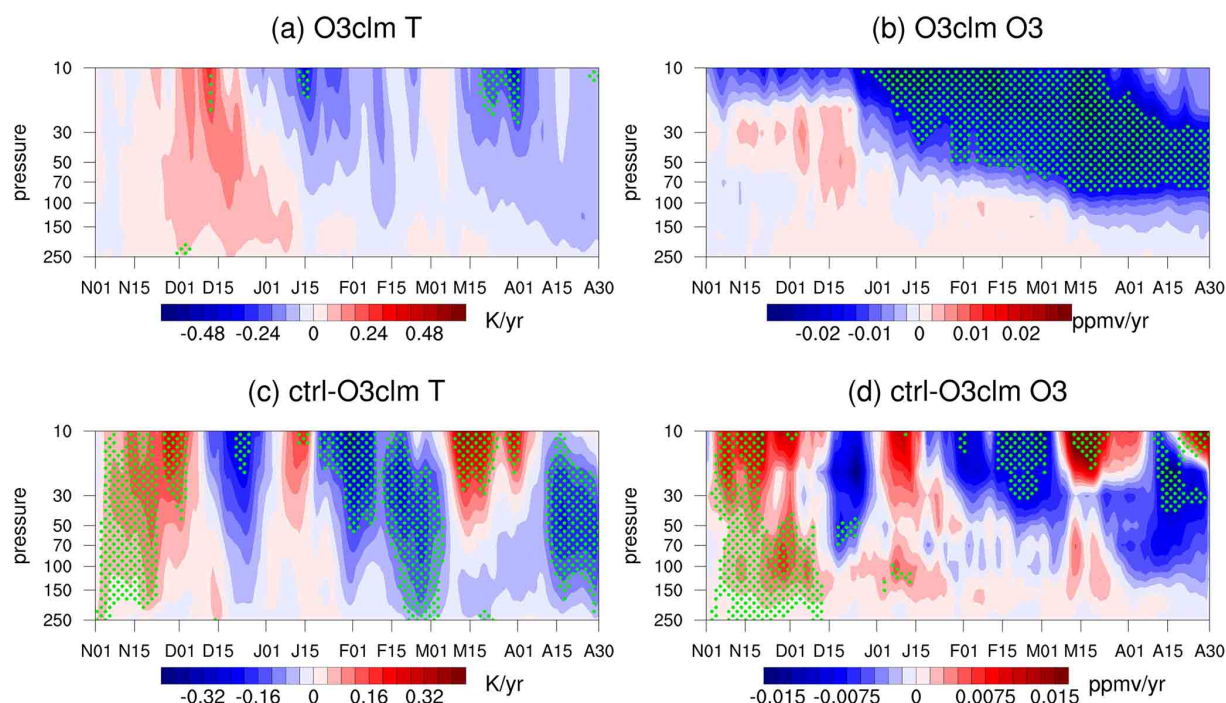 (a) O3clm T
(b) O3clm O3
pressure
10
30
50
70
100
150
250
N01 N15 D01 D15 J01 J15 F01 F15 M01 M15 A01 A15 A30
-0.48 -0.24 0 0.24 0.48 K/yr
pressure
10
30
50
70
100
150
250
N01 N15 D01 D15 J01 J15 F01 F15 M01 M15 A01 A15 A30
-0.02 -0.01 0 0.01 0.02 ppmv/yr
(c) ctrl-O3clm T
(d) ctrl-O3clm O3
pressure
10
30
50
70
100
150
250
N01 N15 D01 D15 J01 J15 F01 F15 M01 M15 A01 A15 A30
-0.32 -0.16 0 0.16 0.32 K/yr
pressure
10
30
50
70
100
150
250
N01 N15 D01 D15 J01 J15 F01 F15 M01 M15 A01 A15 A30
-0.015 -0.0075 0 0.0075 0.015 ppmv/yr